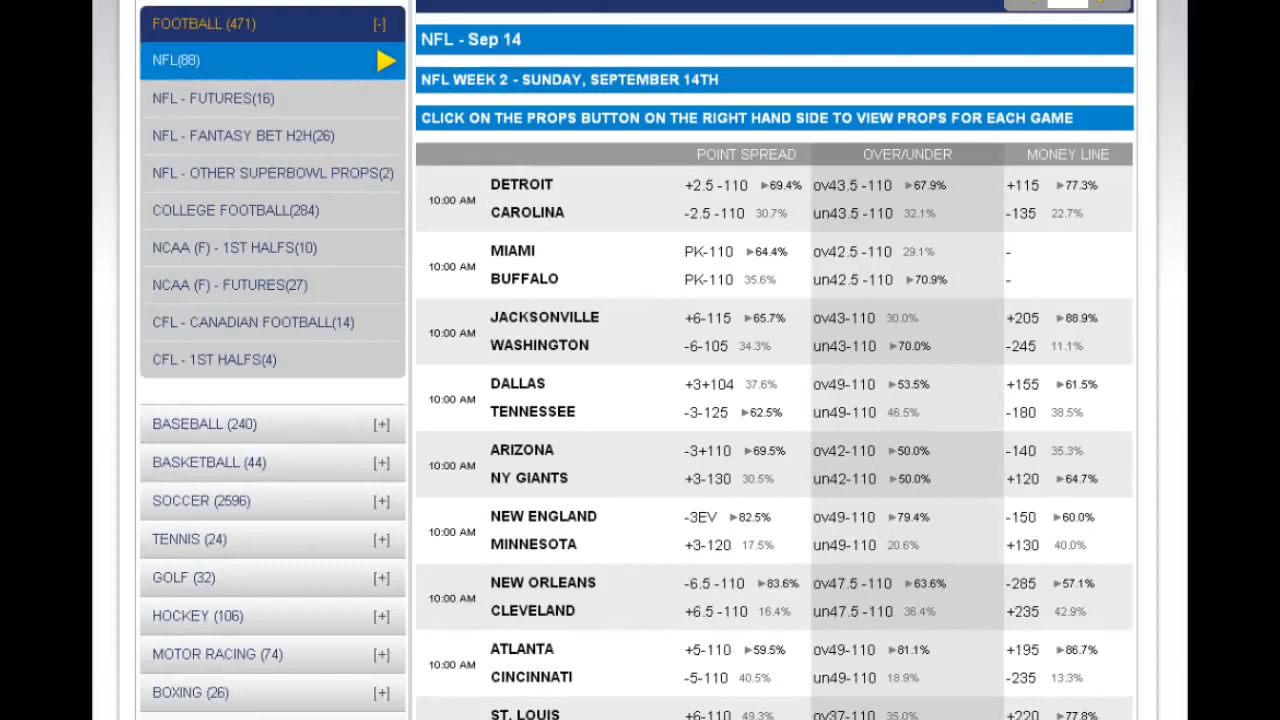 FOOTBALL (471) [-]
NFL(88)
NFL - FUTURES(16)
NFL - FANTASY BET H2H(26)
NFL - OTHER SUPERBOWL PROPS(2)
COLLEGE FOOTBALL(284)
NCAA (F) - 1ST HALFS(10)
NCAA (F) - FUTURES(27)
CFL - CANADIAN FOOTBALL(14)
CFL - 1ST HALFS(4)
BASEBALL (240) [+]
BASKETBALL (44) [+]
SOCCER (2596) [+]
TENNIS (24) [+]
GOLF (32) [+]
HOCKEY (106) [+]
MOTOR RACING (74) [+]
BOXING (26) [+]
NFL - Sep 14
NFL WEEK 2 - SUNDAY, SEPTEMBER 14TH
CLICK ON THE PROPS BUTTON ON THE RIGHT HAND SIDE TO VIEW PROPS FOR EACH GAME
POINT SPREAD OVER/UNDER MONEY LINE
10:00 AM
DETROIT +2.5 -110 ▶69.4% ov43.5 -110 ▶67.9% +115 ▶77.3%
CAROLINA -2.5 -110 30.7% un43.5 -110 32.1% -135 22.7%
10:00 AM
MIAMI PK-110 ▶64.4% ov42.5 -110 29.1% -
BUFFALO PK-110 35.6% un42.5 -110 ▶70.9% -
10:00 AM
JACKSONVILLE +6-115 ▶65.7% ov43-110 30.0% +205 ▶88.9%
WASHINGTON -6-105 34.3% un43-110 ▶70.0% -245 11.1%
10:00 AM
DALLAS +3+104 37.6% ov49-110 ▶53.5% +155 ▶61.5%
TENNESSEE -3-125 ▶62.5% un49-110 46.5% -180 38.5%
10:00 AM
ARIZONA -3+110 ▶69.5% ov42-110 ▶50.0% -140 35.3%
NY GIANTS +3-130 30.5% un42-110 ▶50.0% +120 ▶64.7%
10:00 AM
NEW ENGLAND -3EV ▶82.5% ov49-110 ▶79.4% -150 ▶60.0%
MINNESOTA +3-120 17.5% un49-110 20.6% +130 40.0%
10:00 AM
NEW ORLEANS -6.5 -110 ▶83.6% ov47.5 -110 ▶63.6% -285 ▶57.1%
CLEVELAND +6.5 -110 16.4% un47.5 -110 36.4% +235 42.9%
10:00 AM
ATLANTA +5-110 ▶59.5% ov49-110 ▶81.1% +195 ▶86.7%
CINCINNATI -5-110 40.5% un49-110 18.9% -235 13.3%
ST. LOUIS +6-110 49.3% ov37-110 35.0% +220 ▶77.8%